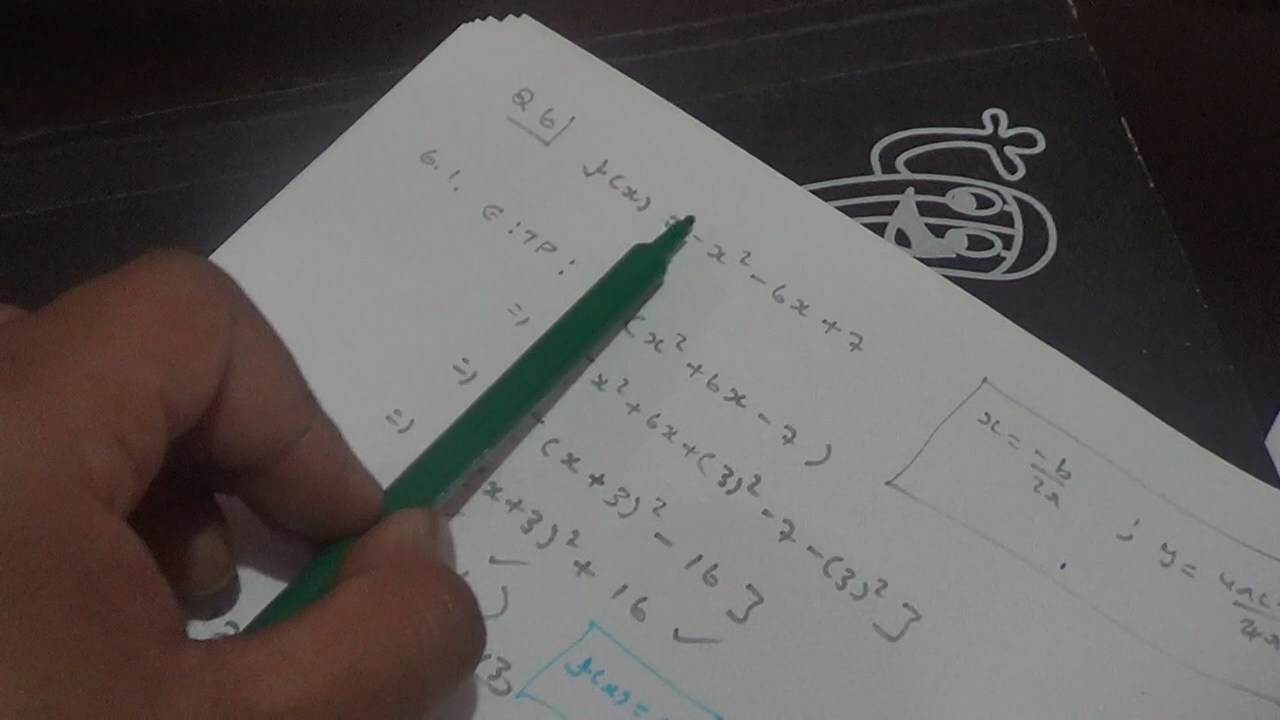 Q6
f(x) = -x² - 6x + 7
6.1.
=) (x² + 6x - 7)
=) x² + 6x + (3)² - 7 - (3)² ]
=) (x + 3)² - 16 ]
x + 3)² + 16
x = -b/2a ; y =
f(x) =